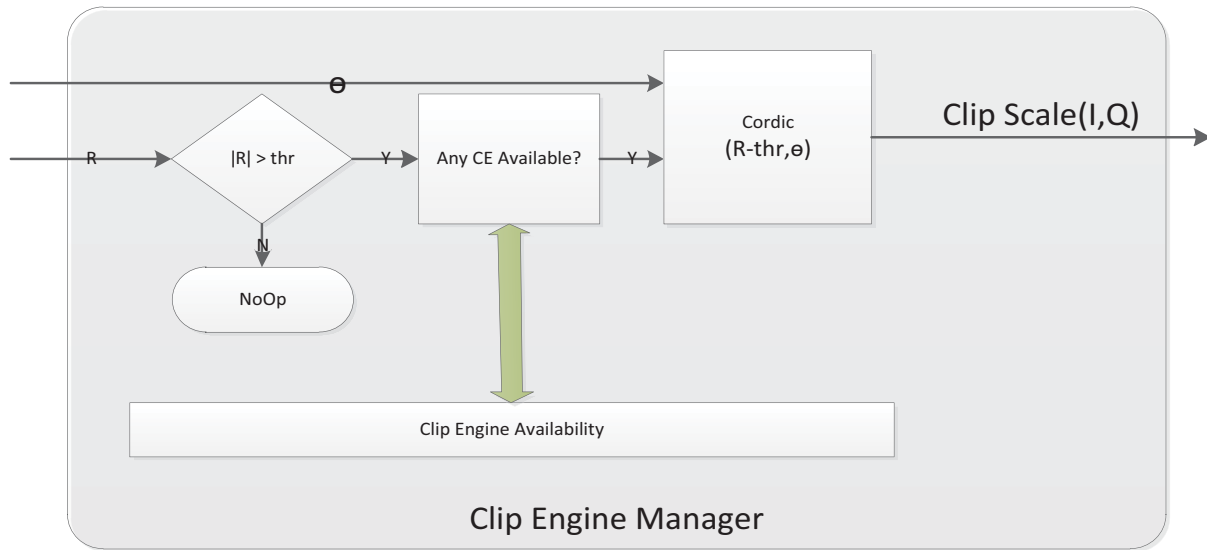 ɵ
Cordic
(R-thr,ɵ)
Clip Scale(I,Q)
R
|R| > thr
Y
Any CE Available?
Y
N
NoOp
Clip Engine Availability
Clip Engine Manager